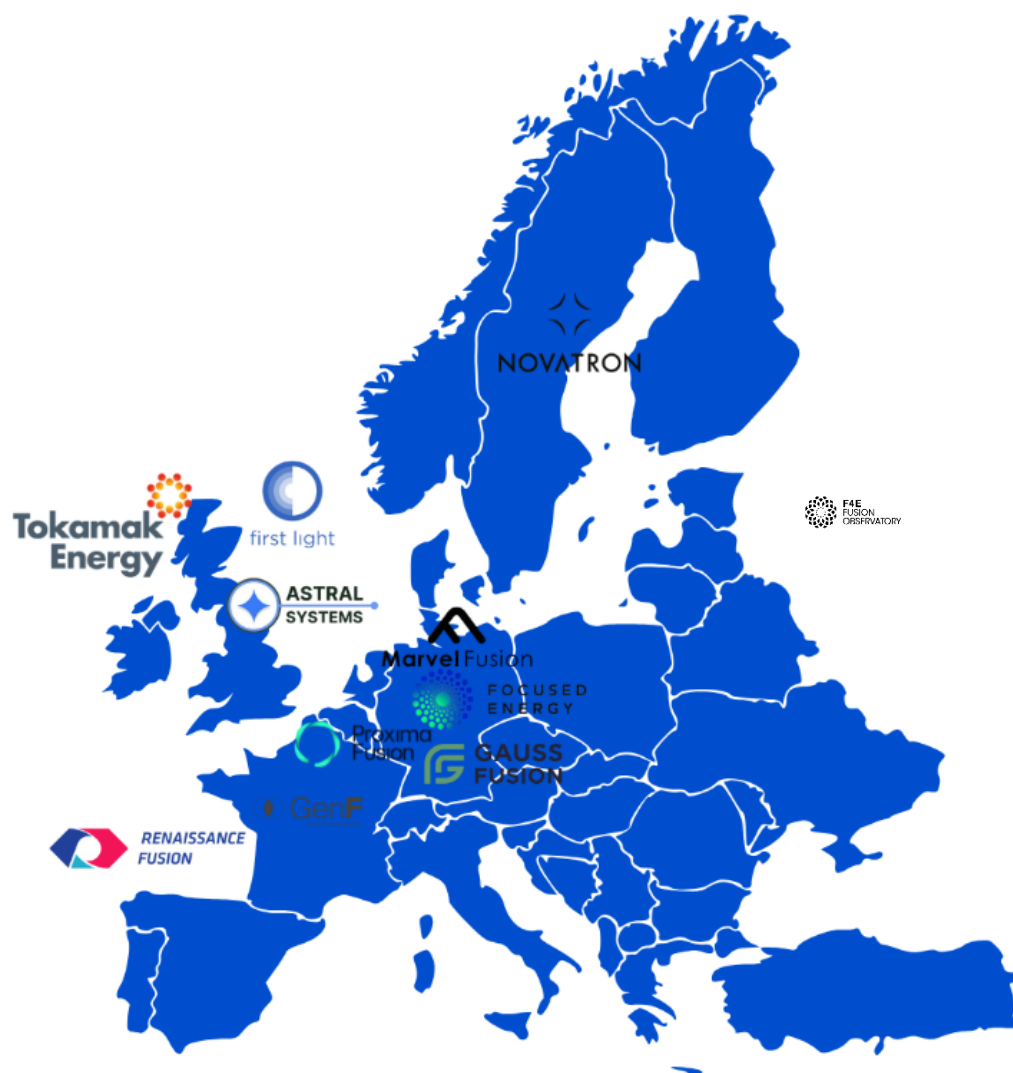 NOVATRON
Tokamak
Energy
first light
F4E
FUSION
OBSERVATORY
ASTRAL
SYSTEMS
Marvel Fusion
FOCUSED
ENERGY
Proxima
Fusion
GAUSS
FUSION
GenF
RENAISSANCE
FUSION